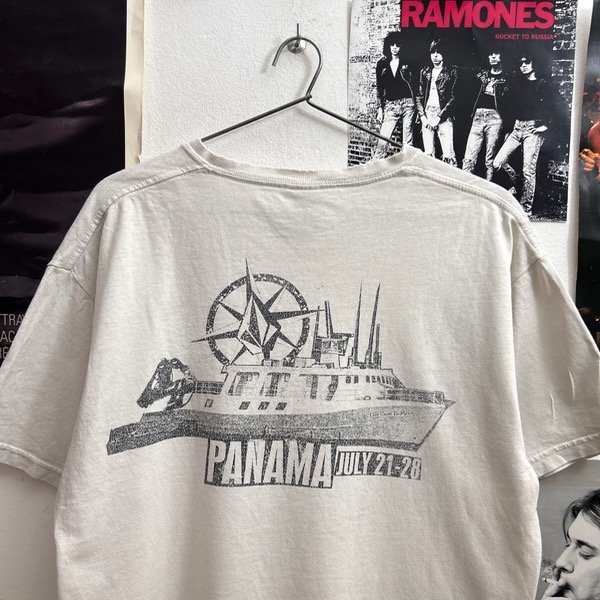 RAMONES
ROCKET TO RUSSIA
PANAMA
JULY 21-28